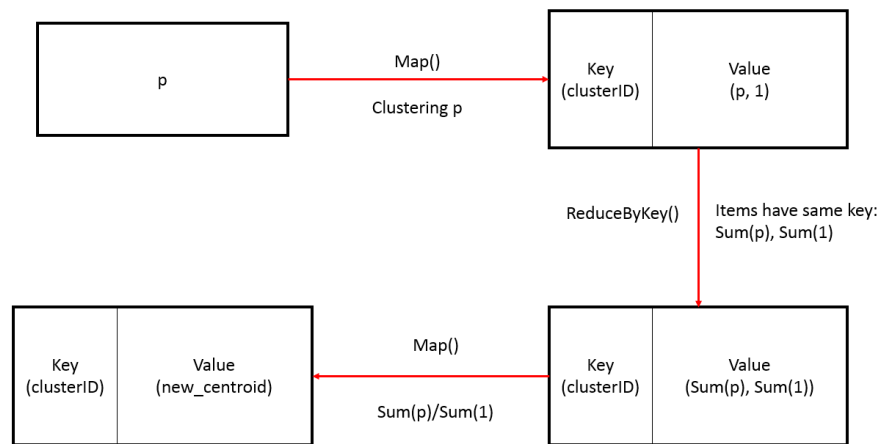 p
Map()
Clustering p
Key
(clusterID)
Value
(p, 1)
ReduceByKey()
Items have same key:
Sum(p), Sum(1)
Key
(clusterID)
Value
(Sum(p), Sum(1))
Map()
Sum(p)/Sum(1)
Key
(clusterID)
Value
(new_centroid)